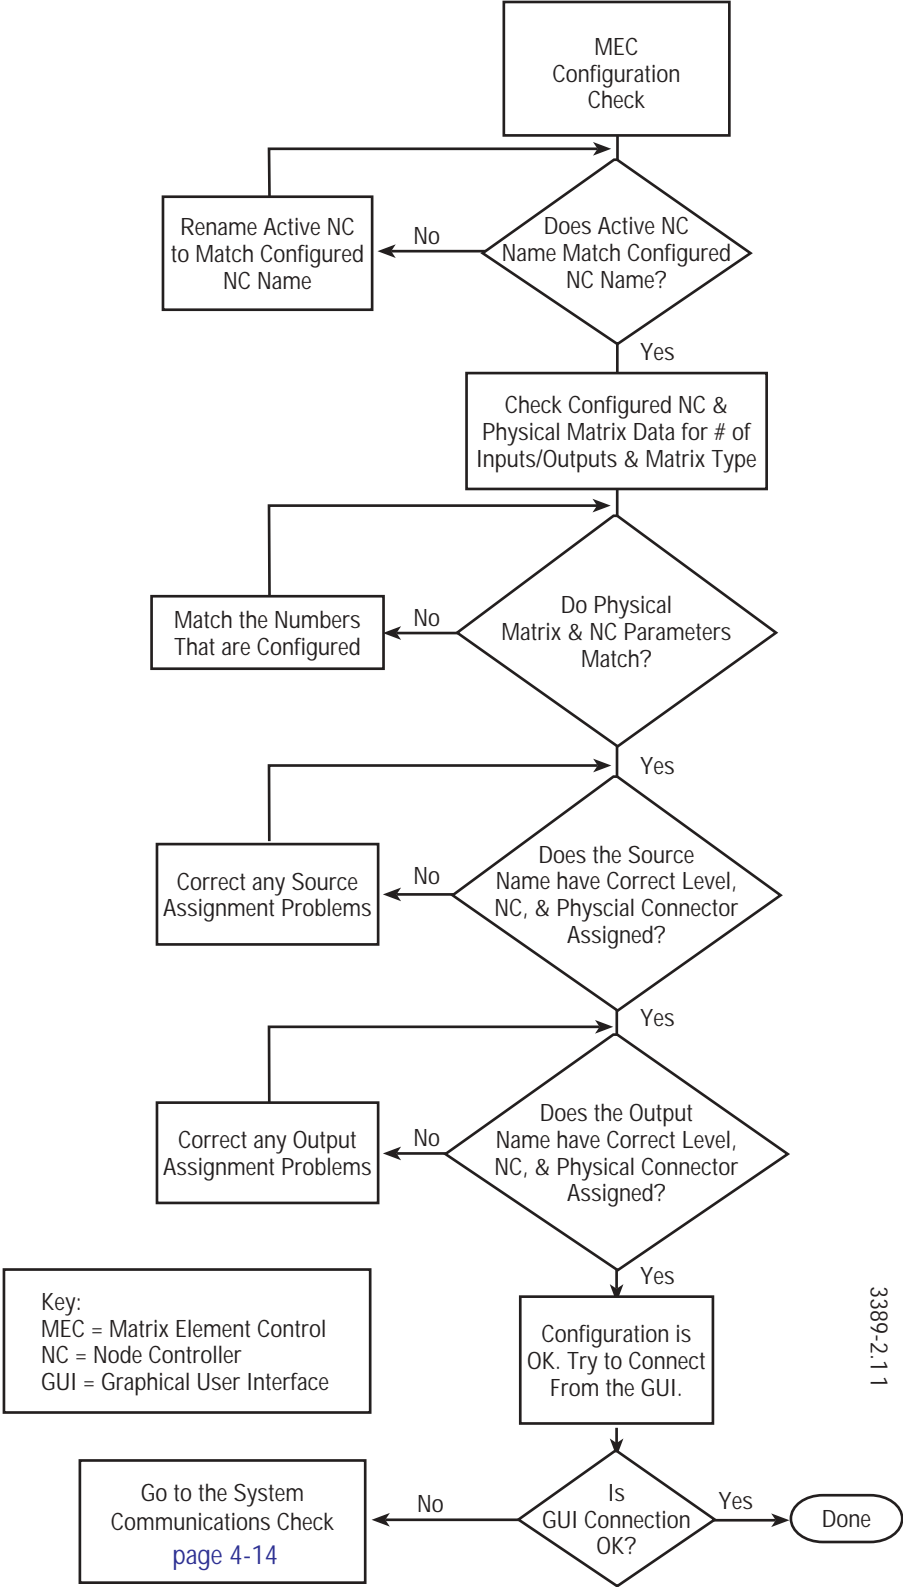 MEC
Configuration
Check
Rename Active NC
to Match Configured
NC Name
No
Does Active NC
Name Match Configured
NC Name?
Yes
Check Configured NC &
Physical Matrix Data for # of
Inputs/Outputs & Matrix Type
Match the Numbers
That are Configured
No
Do Physical
Matrix & NC Parameters
Match?
Yes
Correct any Source
Assignment Problems
No
Does the Source
Name have Correct Level,
NC, & Physcial Connector
Assigned?
Yes
Correct any Output
Assignment Problems
No
Does the Output
Name have Correct Level,
NC, & Physical Connector
Assigned?
Yes
Key:
MEC = Matrix Element Control
NC = Node Controller
GUI = Graphical User Interface
Configuration is
OK. Try to Connect
From the GUI.
3389-2.11
Go to the System
Communications Check
page 4-14
No
Is
GUI Connection
OK?
Yes
Done